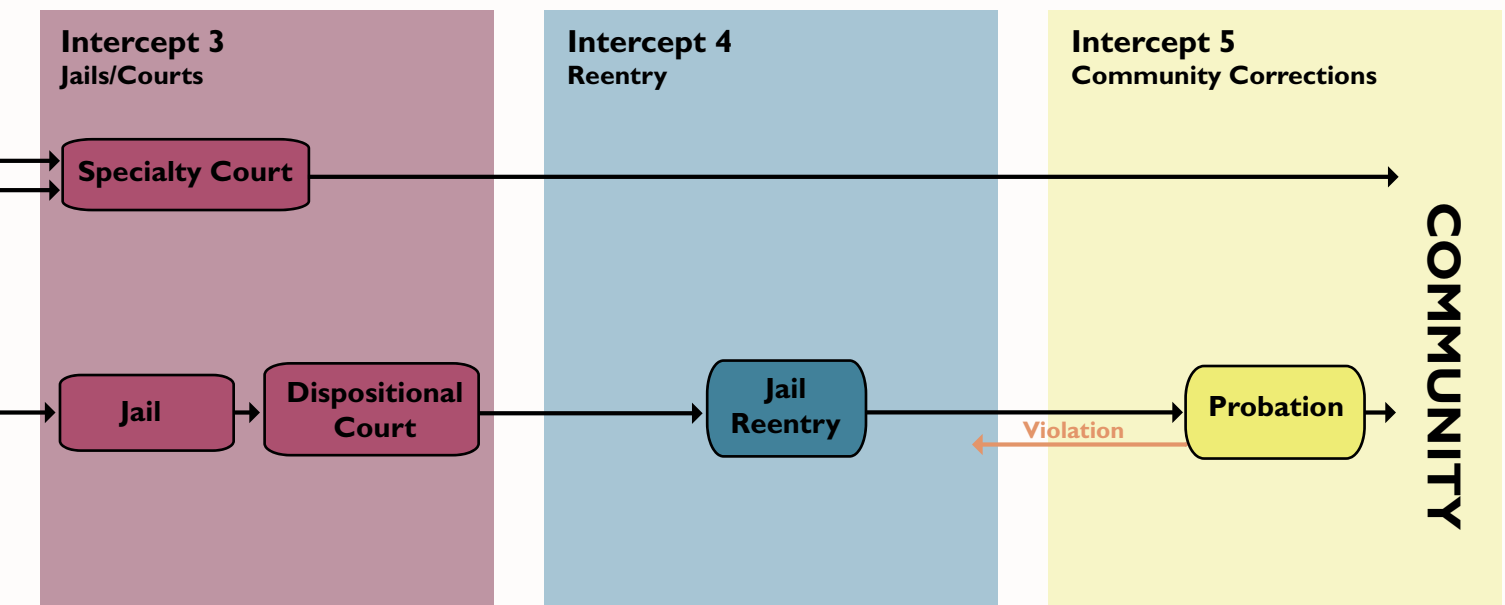 Intercept 3
Jails/Courts
Intercept 4
Reentry
Intercept 5
Community Corrections
Specialty Court
COMMUNITY
Jail
Dispositional
Court
Jail
Reentry
Probation
Violation